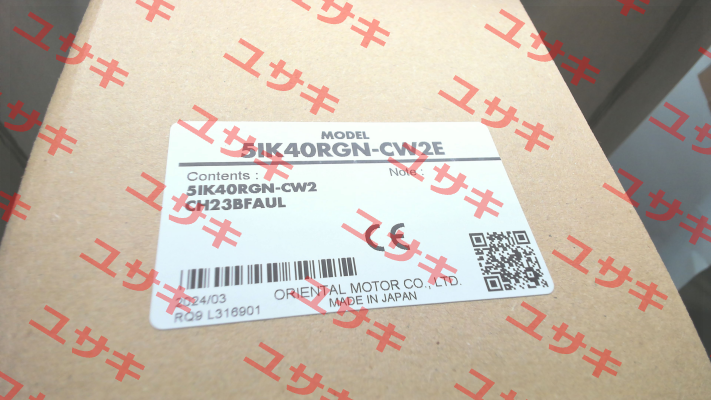 MODEL
5IK40RGN-CW2E
Contents :
Note :
5IK40RGN-CW2
CH23BFAUL
CE
ORIENTAL MOTOR CO., LTD.
MADE IN JAPAN
2024/03
RQ9 L316901
ユサキ
ユサキ
ユサキ
ユサキ
ユサキ
ユサキ
ユサキ
ユサキ
ユサキ
ユサキ
ユサキ
ユサキ
ユサキ
ユサキ